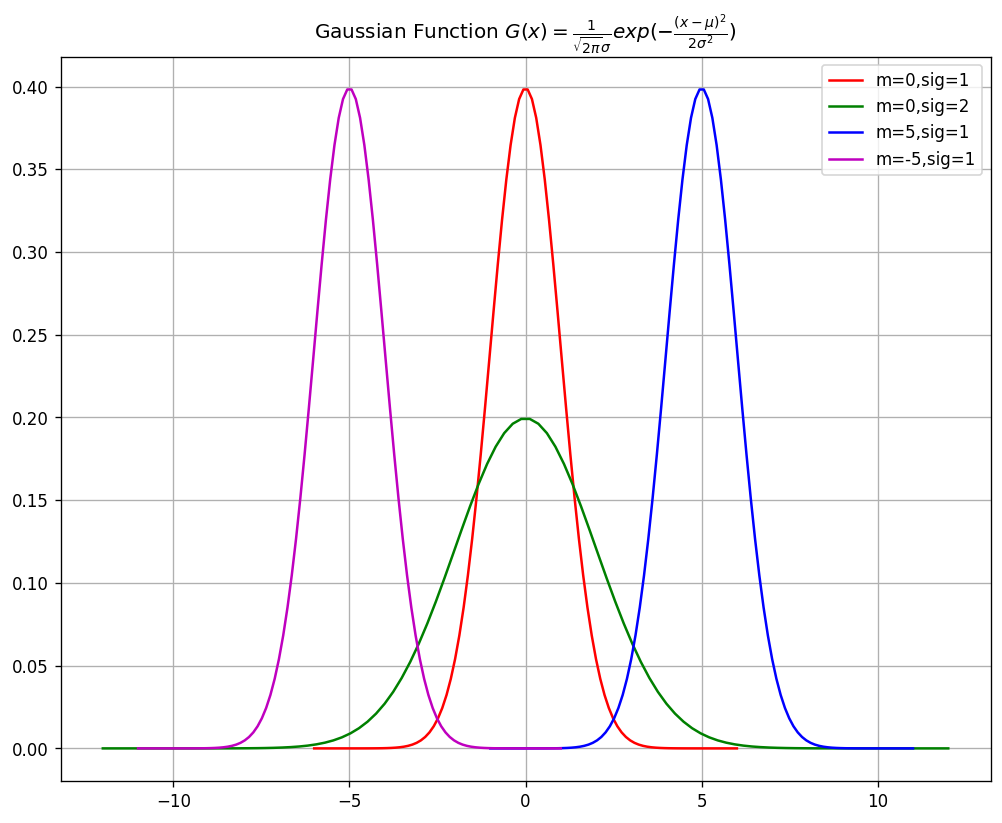 Gaussian Function $G(x) = \frac{1}{\sqrt{2\pi}\sigma} exp(-\frac{(x-\mu)^2}{2\sigma^2})$
m=0,sig=1
m=0,sig=2
m=5,sig=1
m=-5,sig=1
0.40
0.35
0.30
0.25
0.20
0.15
0.10
0.05
0.00
−10 −5 0 5 10